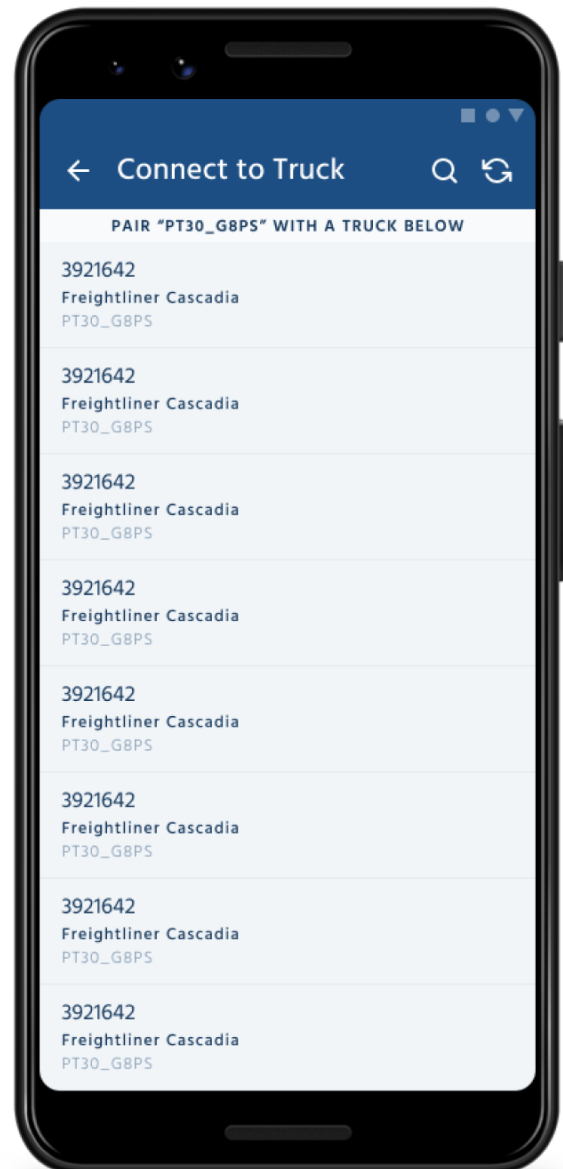 Connect to Truck
PAIR “PT30_G8PS” WITH A TRUCK BELOW
3921642
Freightliner Cascadia
PT30_G8PS
3921642
Freightliner Cascadia
PT30_G8PS
3921642
Freightliner Cascadia
PT30_G8PS
3921642
Freightliner Cascadia
PT30_G8PS
3921642
Freightliner Cascadia
PT30_G8PS
3921642
Freightliner Cascadia
PT30_G8PS
3921642
Freightliner Cascadia
PT30_G8PS
3921642
Freightliner Cascadia
PT30_G8PS